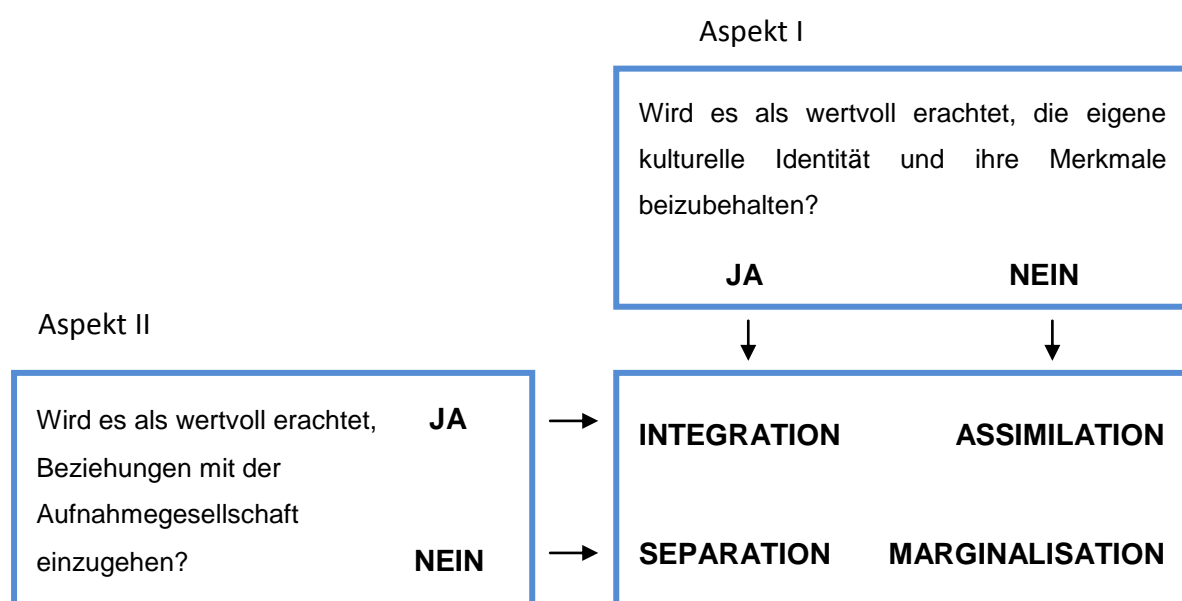 Aspekt I
Wird es als wertvoll erachtet, die eigene
kulturelle Identität und ihre Merkmale
beizubehalten?
JA NEIN
Aspekt II
Wird es als wertvoll erachtet, JA
Beziehungen mit der
Aufnahmegesellschaft
einzugehen? NEIN
INTEGRATION ASSIMILATION
SEPARATION MARGINALISATION